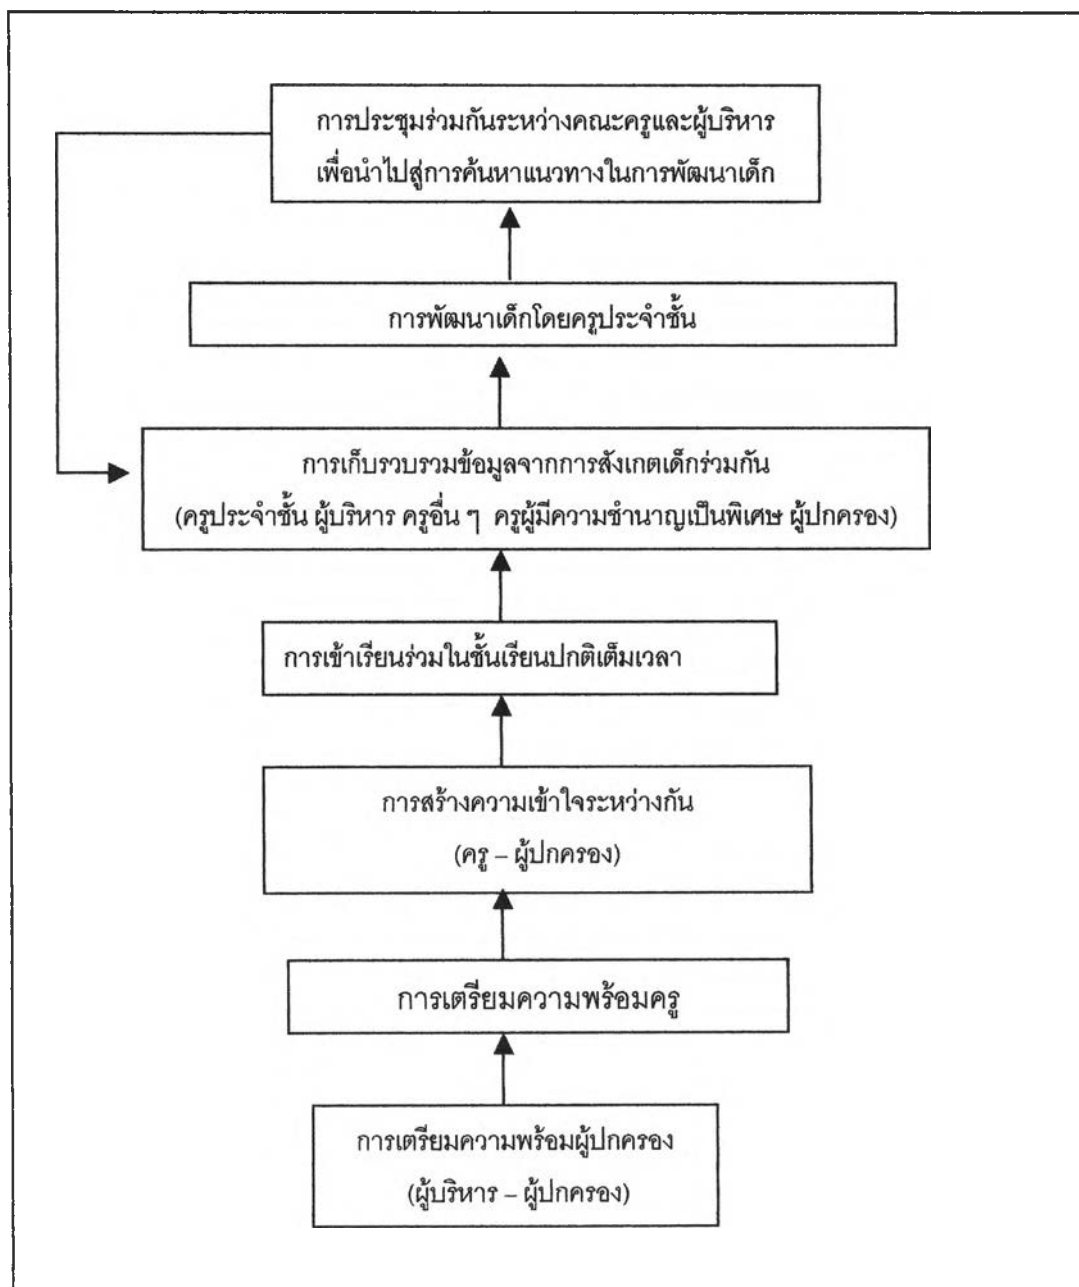 การประชุมร่วมกันระหว่างคณะครูและผู้บริหาร
เพื่อนำไปสู่การค้นหาแนวทางในการพัฒนาเด็ก
การพัฒนาเด็กโดยครูประจำชั้น
การเก็บรวบรวมข้อมูลจากการสังเกตเด็กร่วมกัน
(ครูประจำชั้น ผู้บริหาร ครูอื่น ๆ ครูผู้มีความชำนาญเป็นพิเศษ ผู้ปกครอง)
การเข้าเรียนร่วมในชั้นเรียนปกติเต็มเวลา
การสร้างความเข้าใจระหว่างกัน
(ครู – ผู้ปกครอง)
การเตรียมความพร้อมครู
การเตรียมความพร้อมผู้ปกครอง
(ผู้บริหาร – ผู้ปกครอง)